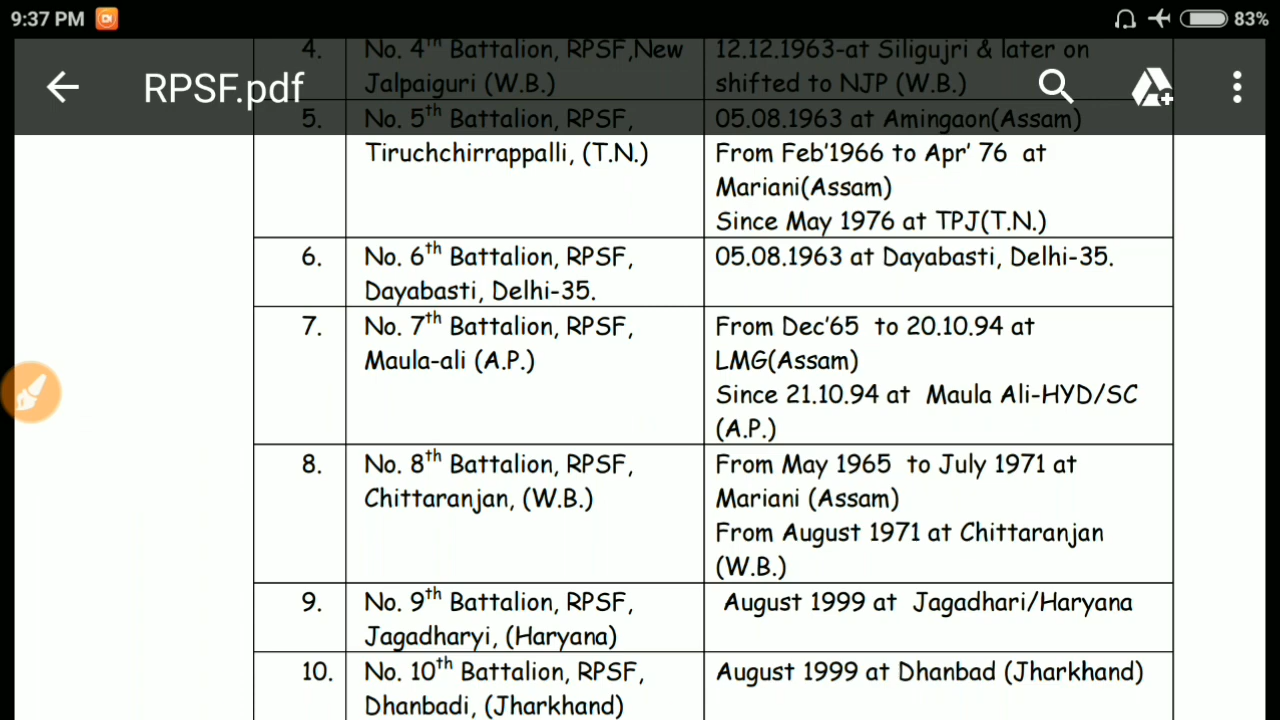 9:37 PM 83%
4. No. 4th Battalion, RPSF,New 12.12.1963-at Siligujri & later on
Jalpaiguri (W.B.) shifted to NJP (W.B.)
RPSF.pdf
5. No. 5th Battalion, RPSF, 05.08.1963 at Amingaon(Assam)
Tiruchchirrappalli, (T.N.) From Feb'1966 to Apr' 76 at
Mariani(Assam)
Since May 1976 at TPJ(T.N.)
6. No. 6th Battalion, RPSF, 05.08.1963 at Dayabasti, Delhi-35.
Dayabasti, Delhi-35.
7. No. 7th Battalion, RPSF, From Dec'65 to 20.10.94 at
Maula-ali (A.P.) LMG(Assam)
Since 21.10.94 at Maula Ali-HYD/SC
(A.P.)
8. No. 8th Battalion, RPSF, From May 1965 to July 1971 at
Chittaranjan, (W.B.) Mariani (Assam)
From August 1971 at Chittaranjan
(W.B.)
9. No. 9th Battalion, RPSF, August 1999 at Jagadhari/Haryana
Jagadharyi, (Haryana)
10. No. 10th Battalion, RPSF, August 1999 at Dhanbad (Jharkhand)
Dhanbadi, (Jharkhand)